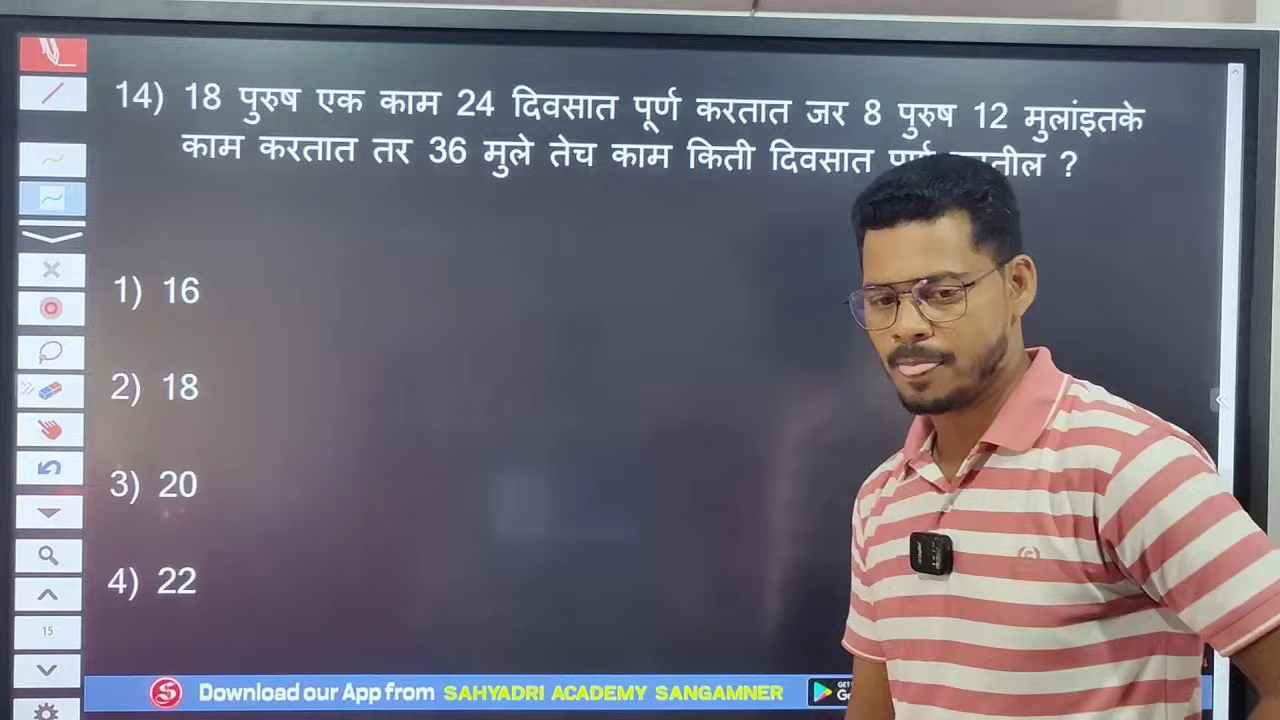 14) 18 पुरुष एक काम 24 दिवसात पूर्ण करतात जर 8 पुरुष 12 मुलांइतके
काम करतात तर 36 मुले तेच काम किती दिवसात ?
1) 16
2) 18
3) 20
4) 22
15
Download our App from SAHYADRI ACADEMY SANGAMNER